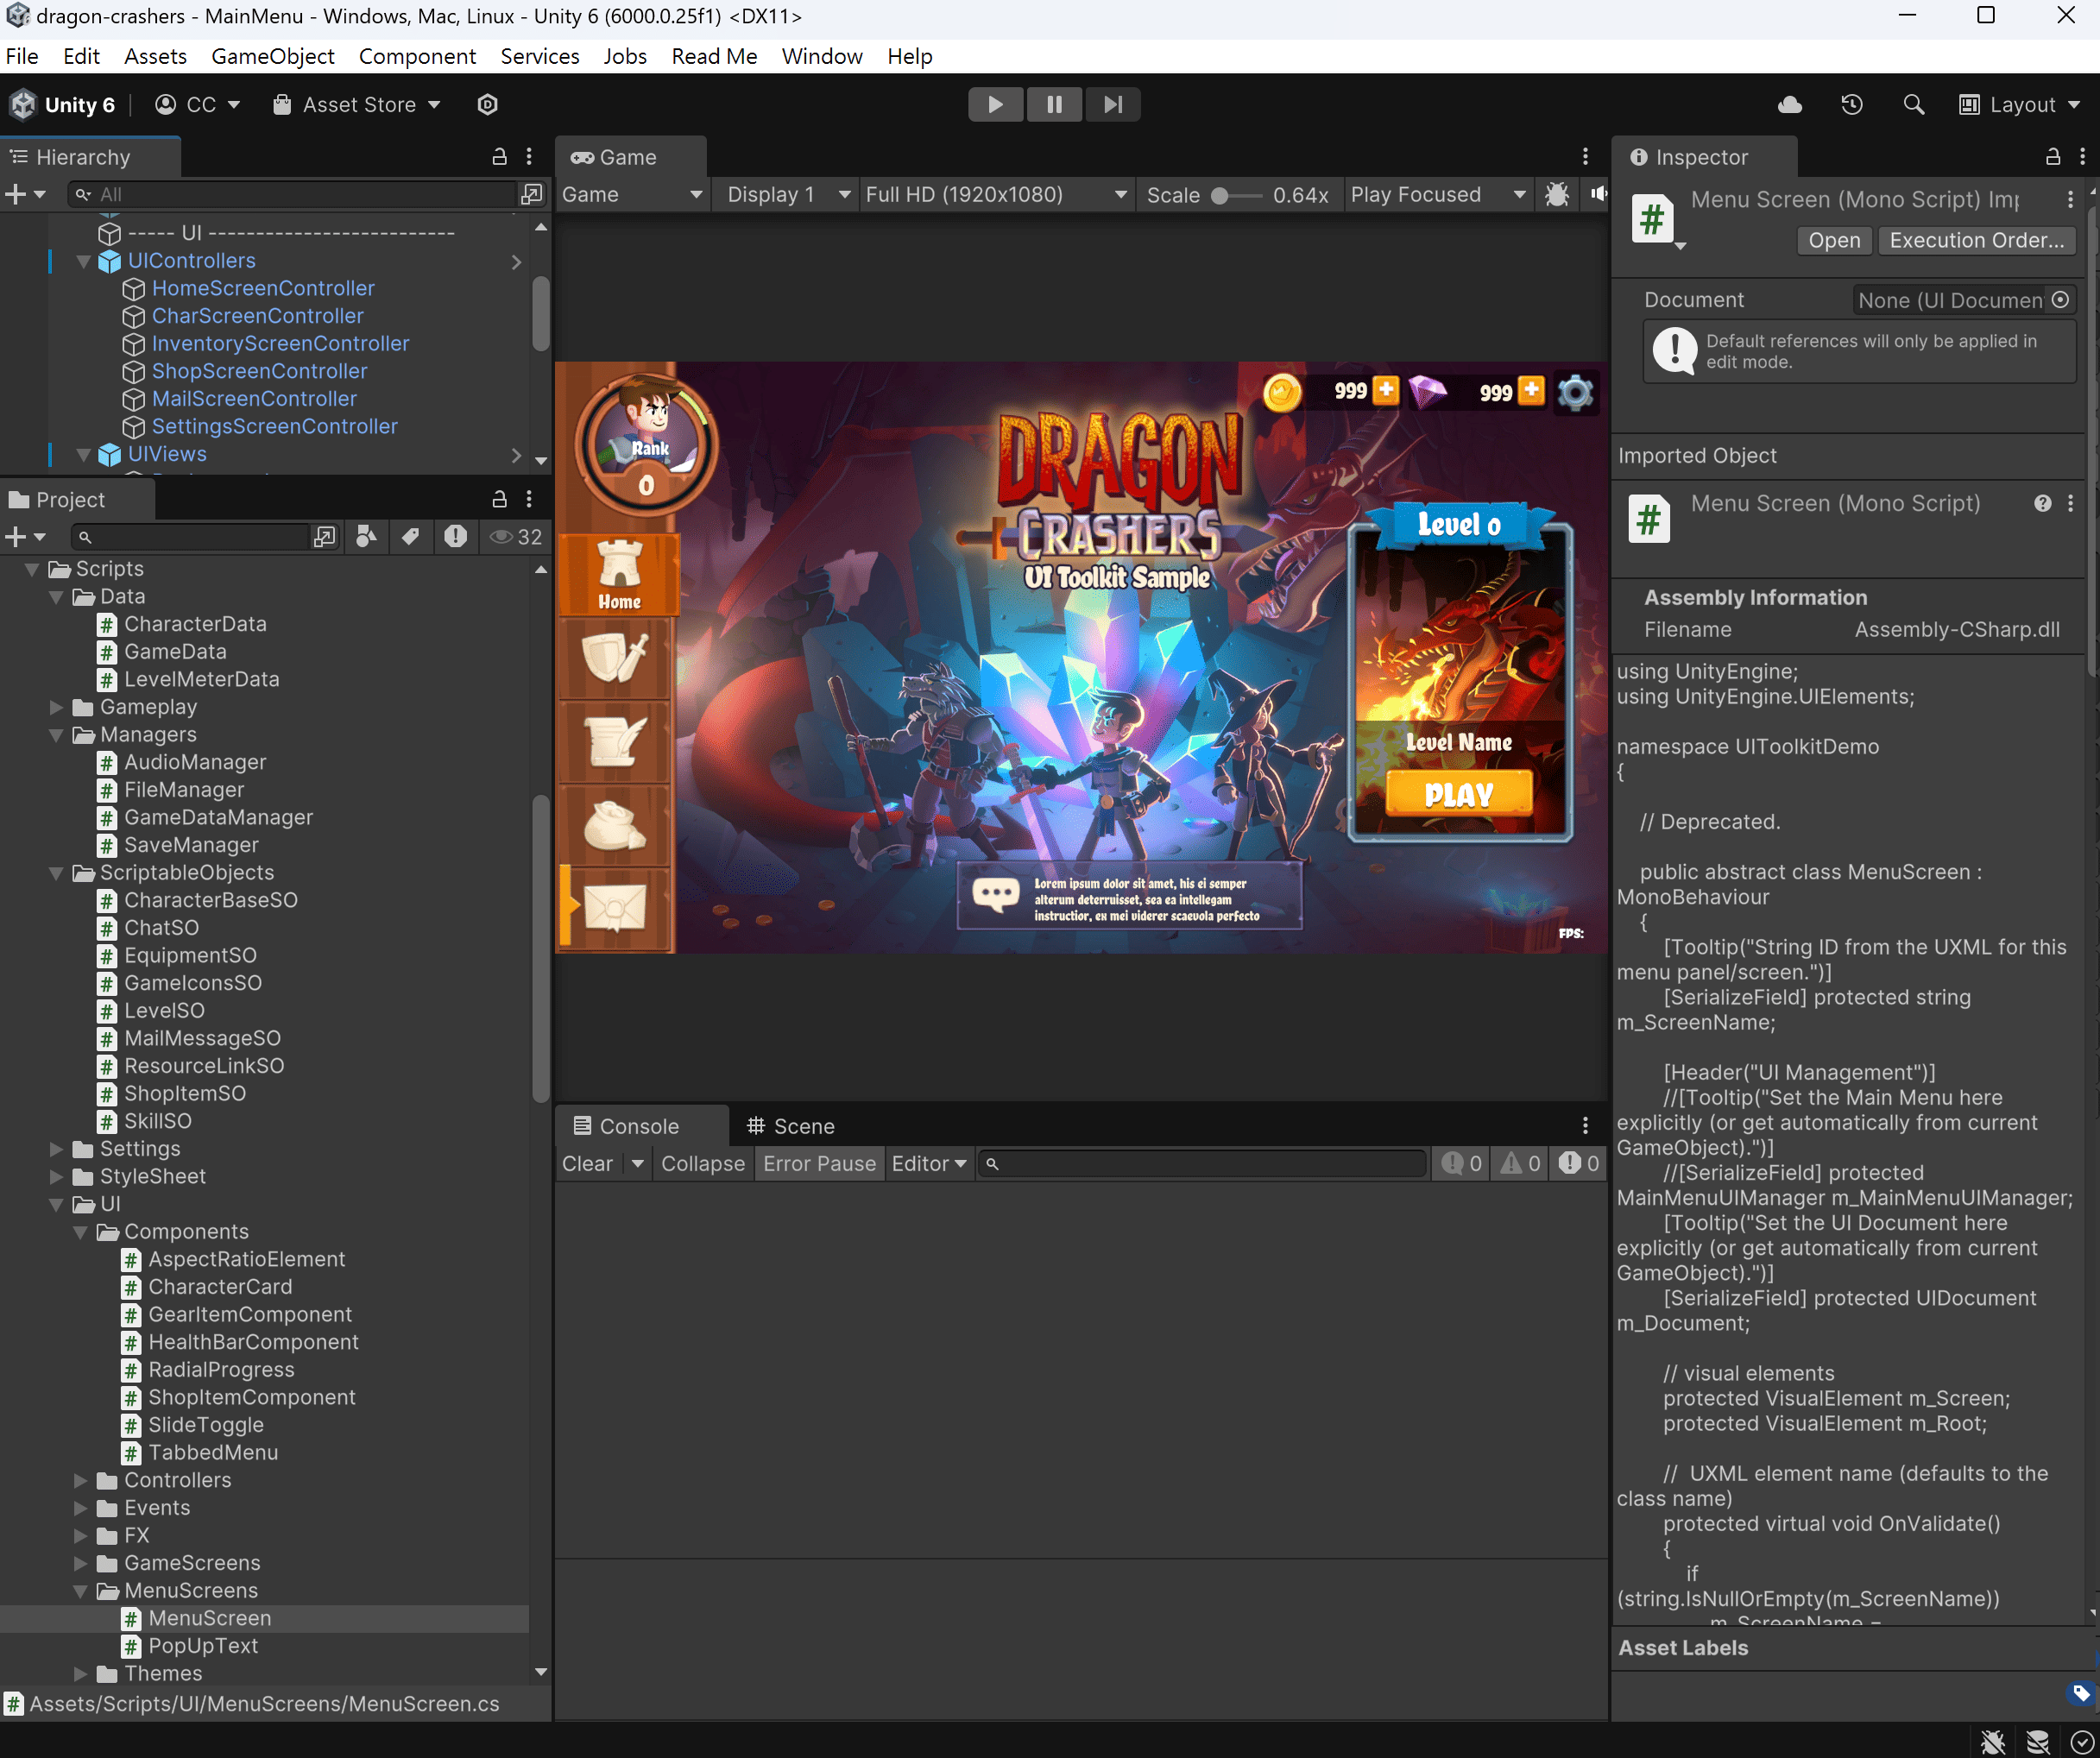 dragon-crashers - MainMenu - Windows, Mac, Linux - Unity 6 (6000.0.25f1) <DX11>
File Edit Assets GameObject Component Services Jobs Read Me Window Help
Unity 6 CC Asset Store Layout
Hierarchy
All
----- UI --------------------------
UIControllers
HomeScreenController
CharScreenController
InventoryScreenController
ShopScreenController
MailScreenController
SettingsScreenController
UIViews
Project
32
Scripts
Data
CharacterData
GameData
LevelMeterData
Gameplay
Managers
AudioManager
FileManager
GameDataManager
SaveManager
ScriptableObjects
CharacterBaseSO
ChatSO
EquipmentSO
GameIconsSO
LevelSO
MailMessageSO
ResourceLinkSO
ShopItemSO
SkillSO
Settings
StyleSheet
UI
Components
AspectRatioElement
CharacterCard
GearItemComponent
HealthBarComponent
RadialProgress
ShopItemComponent
SlideToggle
TabbedMenu
Controllers
Events
FX
GameScreens
MenuScreens
MenuScreen
PopUpText
Themes
Assets/Scripts/UI/MenuScreens/MenuScreen.cs
Game
Game Display 1 Full HD (1920x1080) Scale 0.64x Play Focused
Rank
0
999 999
DRAGON
CRASHERS
UI Toolkit Sample
Home
Level 0
Level Name
PLAY
Lorem ipsum dolor sit amet, his ei semper
alterum deterruisset, sea ea intellegam
instructior, ex mei viderer scaevola perfecto
FPS:
Console Scene
Clear Collapse Error Pause Editor 0 0 0
Inspector
Menu Screen (Mono Script) Imp
Open Execution Order...
Document None (UI Documen
Default references will only be applied in
edit mode.
Imported Object
Menu Screen (Mono Script)
Assembly Information
Filename Assembly-CSharp.dll
using UnityEngine;
using UnityEngine.UIElements;
namespace UIToolkitDemo
{
// Deprecated.
public abstract class MenuScreen :
MonoBehaviour
{
[Tooltip("String ID from the UXML for this
menu panel/screen.")]
[SerializeField] protected string
m_ScreenName;
[Header("UI Management")]
//[Tooltip("Set the Main Menu here
explicitly (or get automatically from current
GameObject).")]
//[SerializeField] protected
MainMenuUIManager m_MainMenuUIManager;
[Tooltip("Set the UI Document here
explicitly (or get automatically from current
GameObject).")]
[SerializeField] protected UIDocument
m_Document;
// visual elements
protected VisualElement m_Screen;
protected VisualElement m_Root;
//  UXML element name (defaults to the
class name)
protected virtual void OnValidate()
{
if
(string.IsNullOrEmpty(m_ScreenName))
m_ScreenName =
Asset Labels